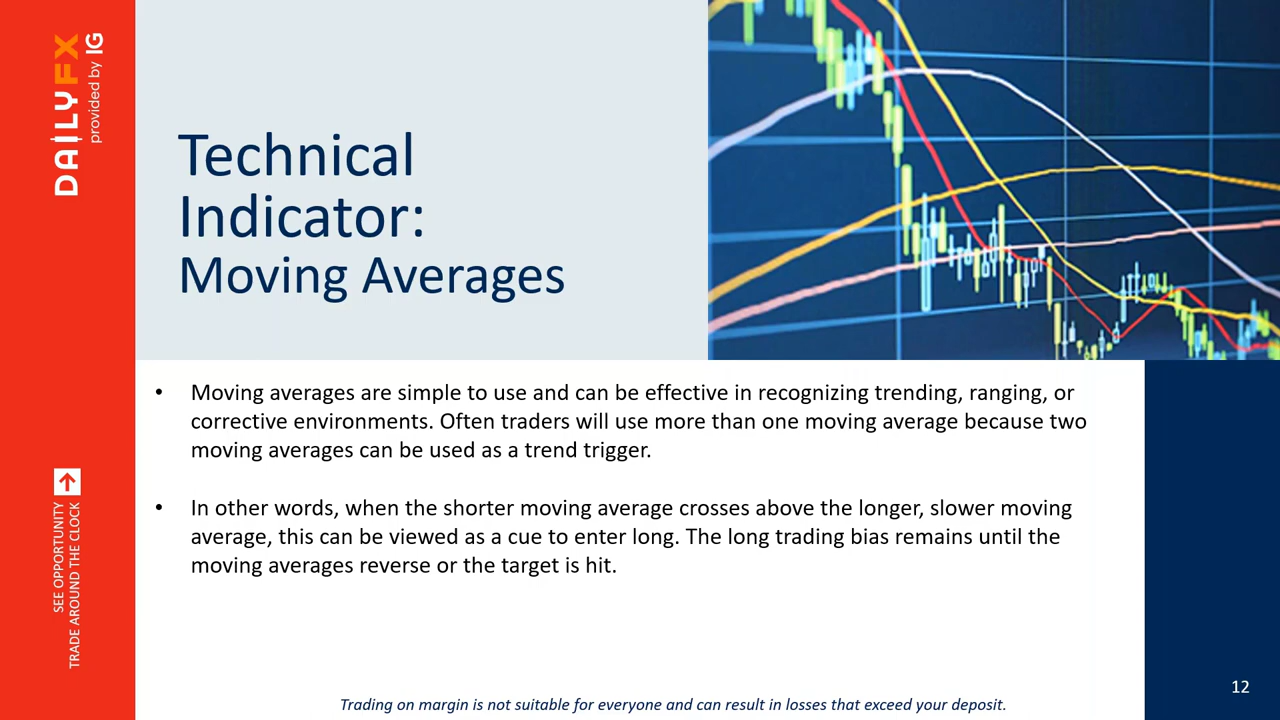 DAILYFX
provided by IG
SEE OPPORTUNITY
TRADE AROUND THE CLOCK
Technical
Indicator:
Moving Averages
• Moving averages are simple to use and can be effective in recognizing trending, ranging, or
corrective environments. Often traders will use more than one moving average because two
moving averages can be used as a trend trigger.
• In other words, when the shorter moving average crosses above the longer, slower moving
average, this can be viewed as a cue to enter long. The long trading bias remains until the
moving averages reverse or the target is hit.
Trading on margin is not suitable for everyone and can result in losses that exceed your deposit.
12